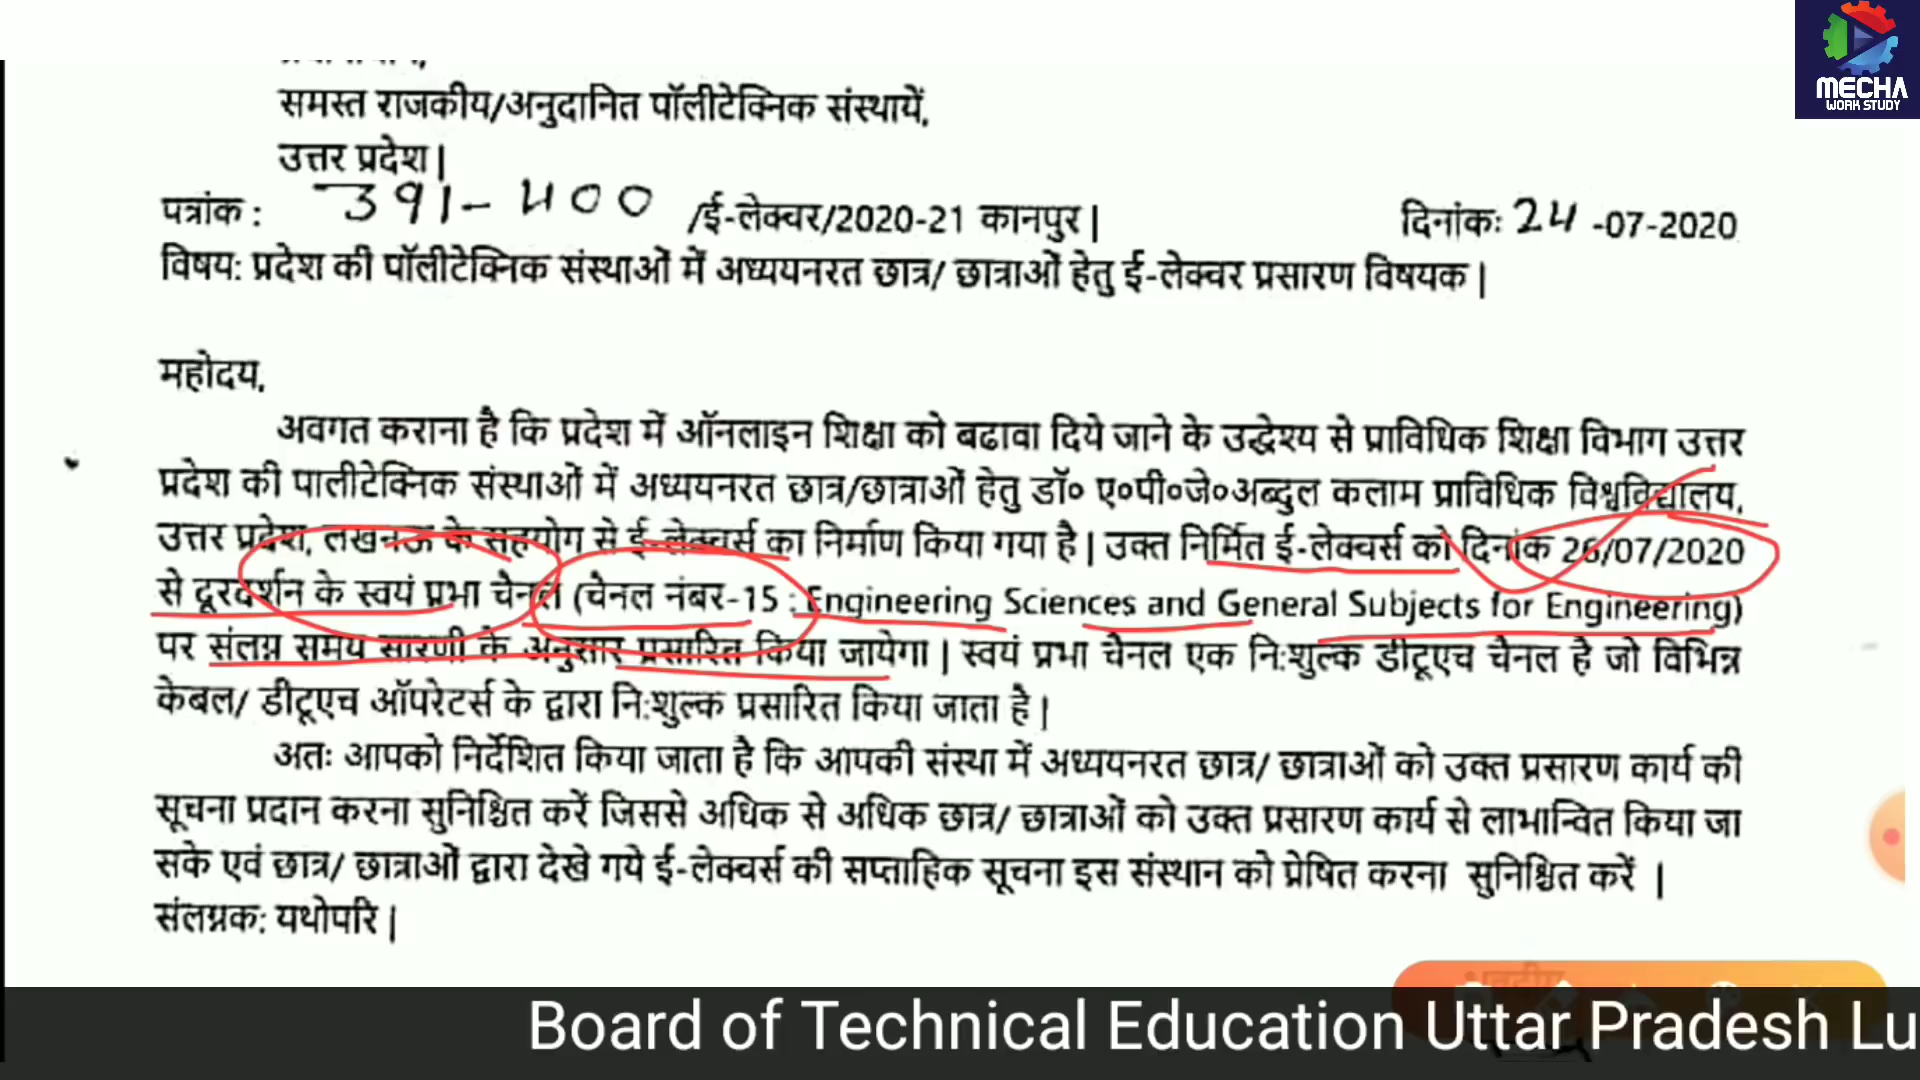 MECHA
WORK STUDY
समस्त राजकीय/अनुदानित पॉलीटेक्निक संस्थायें,
उत्तर प्रदेश|
पत्रांक : 391-400 /ई-लेक्चर/2020-21 कानपुर| दिनांक: 24 -07-2020
विषय: प्रदेश की पॉलीटेक्निक संस्थाओं में अध्ययनरत छात्र/ छात्राओं हेतु ई-लेक्चर प्रसारण विषयक|
महोदय,
अवगत कराना है कि प्रदेश में ऑनलाइन शिक्षा को बढावा दिये जाने के उद्धेश्य से प्राविधिक शिक्षा विभाग उत्तर
प्रदेश की पालीटेक्निक संस्थाओं में अध्ययनरत छात्र/छात्राओं हेतु डॉ० ए०पी०जे०अब्दुल कलाम प्राविधिक विश्वविद्यालय,
उत्तर प्रदेश, लखनऊ के सहयोग से ई-लेक्चर्स का निर्माण किया गया है| उक्त निर्मित ई-लेक्चर्स को दिनांक 26/07/2020
से दूरदर्शन के स्वयं प्रभा चैनल (चैनल नंबर-15 : Engineering Sciences and General Subjects for Engineering)
पर संलग्न समय सारणी के अनुसार प्रसारित किया जायेगा| स्वयं प्रभा चैनल एक नि:शुल्क डीटूएच चैनल है जो विभिन्न
केबल/ डीटूएच ऑपरेटर्स के द्वारा नि:शुल्क प्रसारित किया जाता है|
अतः आपको निर्देशित किया जाता है कि आपकी संस्था में अध्ययनरत छात्र/ छात्राओं को उक्त प्रसारण कार्य की
सूचना प्रदान करना सुनिश्चित करें जिससे अधिक से अधिक छात्र/ छात्राओं को उक्त प्रसारण कार्य से लाभान्वित किया जा
सके एवं छात्र/ छात्राओं द्वारा देखे गये ई-लेक्चर्स की सप्ताहिक सूचना इस संस्थान को प्रेषित करना सुनिश्चित करें |
संलग्नक: यथोपरि|
Board of Technical Education Uttar Pradesh Lu